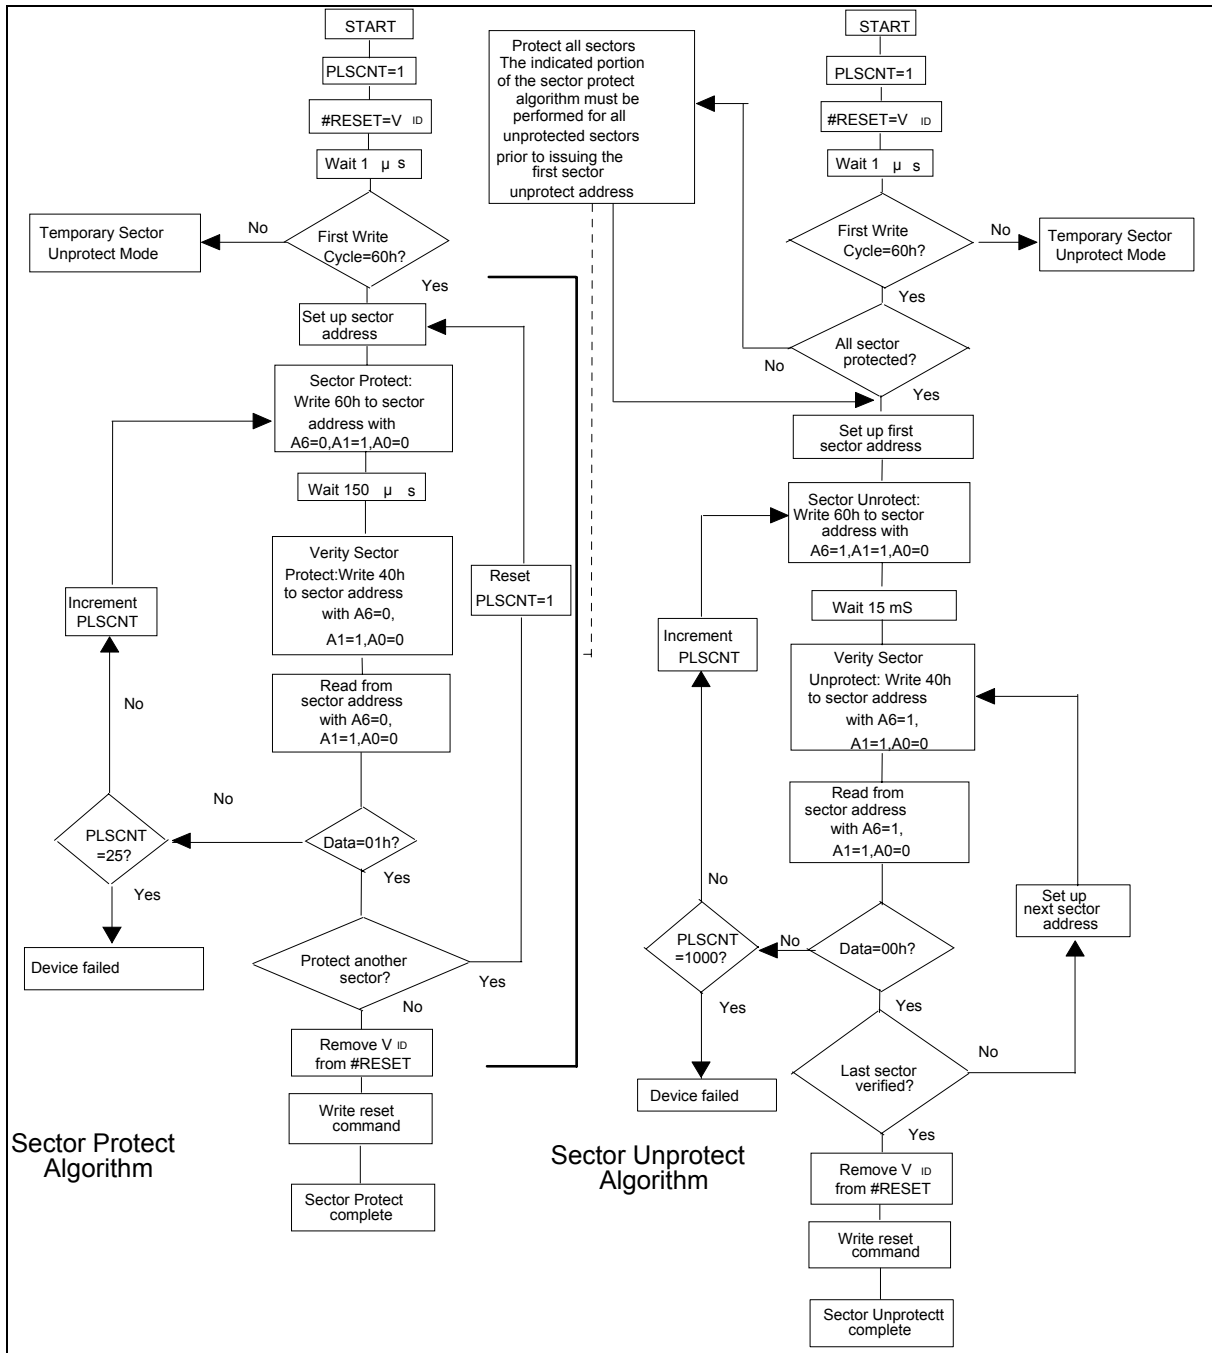 START
PLSCNT=1
#RESET=V ID
Wait 1 µ s
First Write
Cycle=60h?
No
Temporary Sector
Unprotect Mode
Yes
Set up sector
address
Sector Protect:
Write 60h to sector
address with
A6=0,A1=1,A0=0
Wait 150 µ s
Verity Sector
Protect:Write 40h
to sector address
with A6=0,
A1=1,A0=0
Reset
PLSCNT=1
Increment
PLSCNT
Read from
sector address
with A6=0,
A1=1,A0=0
No
No
PLSCNT
=25?
Data=01h?
Yes
Yes
Device failed
Protect another
sector?
Yes
No
Remove V ID
from #RESET
Write reset
command
Sector Protect
complete
Sector Protect
Algorithm
Protect all sectors
The indicated portion
of the sector protect
algorithm must be
performed for all
unprotected sectors
prior to issuing the
first sector
unprotect address
START
PLSCNT=1
#RESET=V ID
Wait 1 µ s
First Write
Cycle=60h?
No
Temporary Sector
Unprotect Mode
Yes
All sector
protected?
No
Yes
Set up first
sector address
Sector Unrotect:
Write 60h to sector
address with
A6=1,A1=1,A0=0
Wait 15 mS
Increment
PLSCNT
Verity Sector
Unprotect: Write 40h
to sector address
with A6=1,
A1=1,A0=0
Read from
sector address
with A6=1,
A1=1,A0=0
No
Set up
next sector
address
PLSCNT
=1000?
No
Data=00h?
Yes
Yes
Last sector
verified?
No
Device failed
Yes
Remove V ID
from #RESET
Write reset
command
Sector Unprotectt
complete
Sector Unprotect
Algorithm